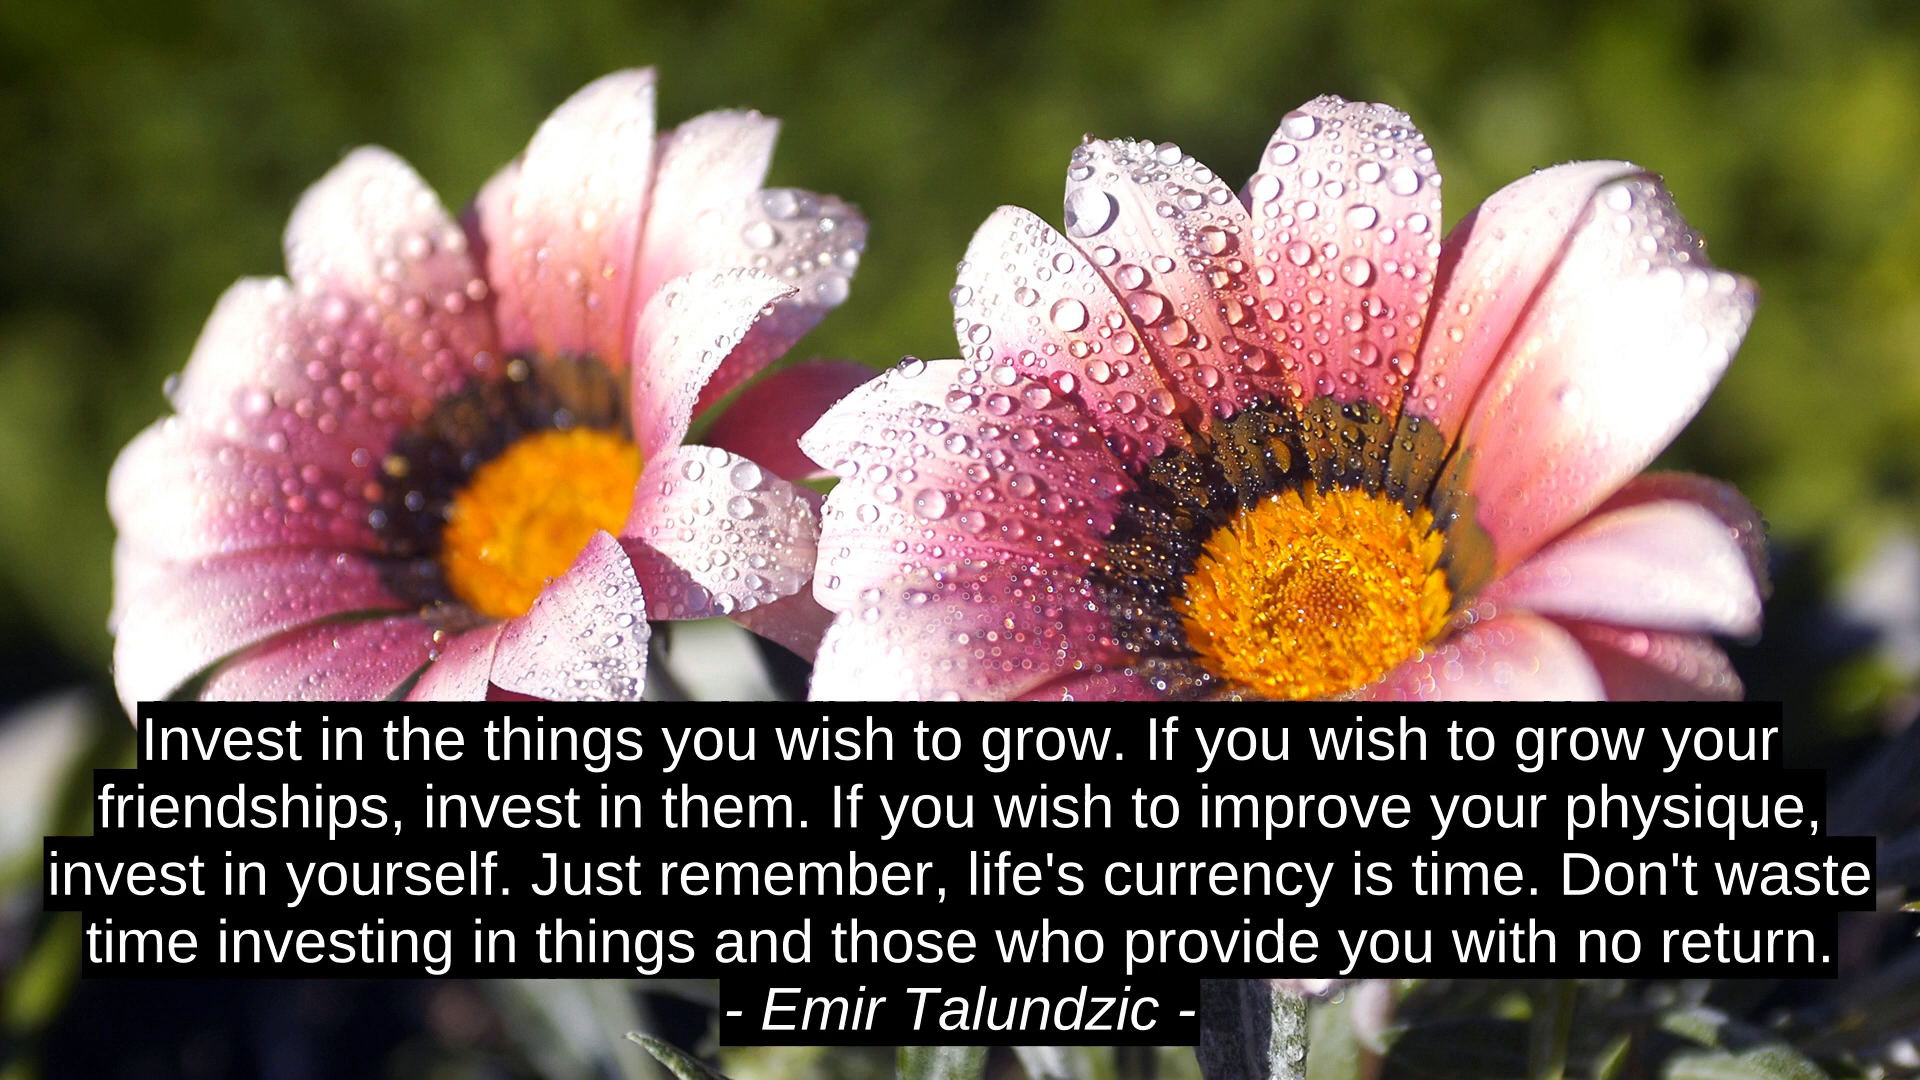 Invest in the things you wish to grow. If you wish to grow your
friendships, invest in them. If you wish to improve your physique,
invest in yourself. Just remember, life's currency is time. Don't waste
time investing in things and those who provide you with no return.
- Emir Talundzic -